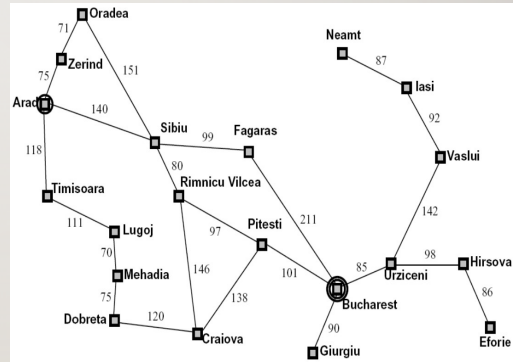 Oradea
71
Neamt
Zerind
87
151
75
Iasi
Arad
140
92
Sibiu
99
Fagaras
118
Vaslui
80
Timisoara
Rimnicu Vilcea
142
111
211
Lugoj
97
Pitesti
70
98
Hirsova
85
Mehadia
146
101
Urziceni
75
138
86
Bucharest
Dobreta
120
90
Craiova
Eforie
Giurgiu